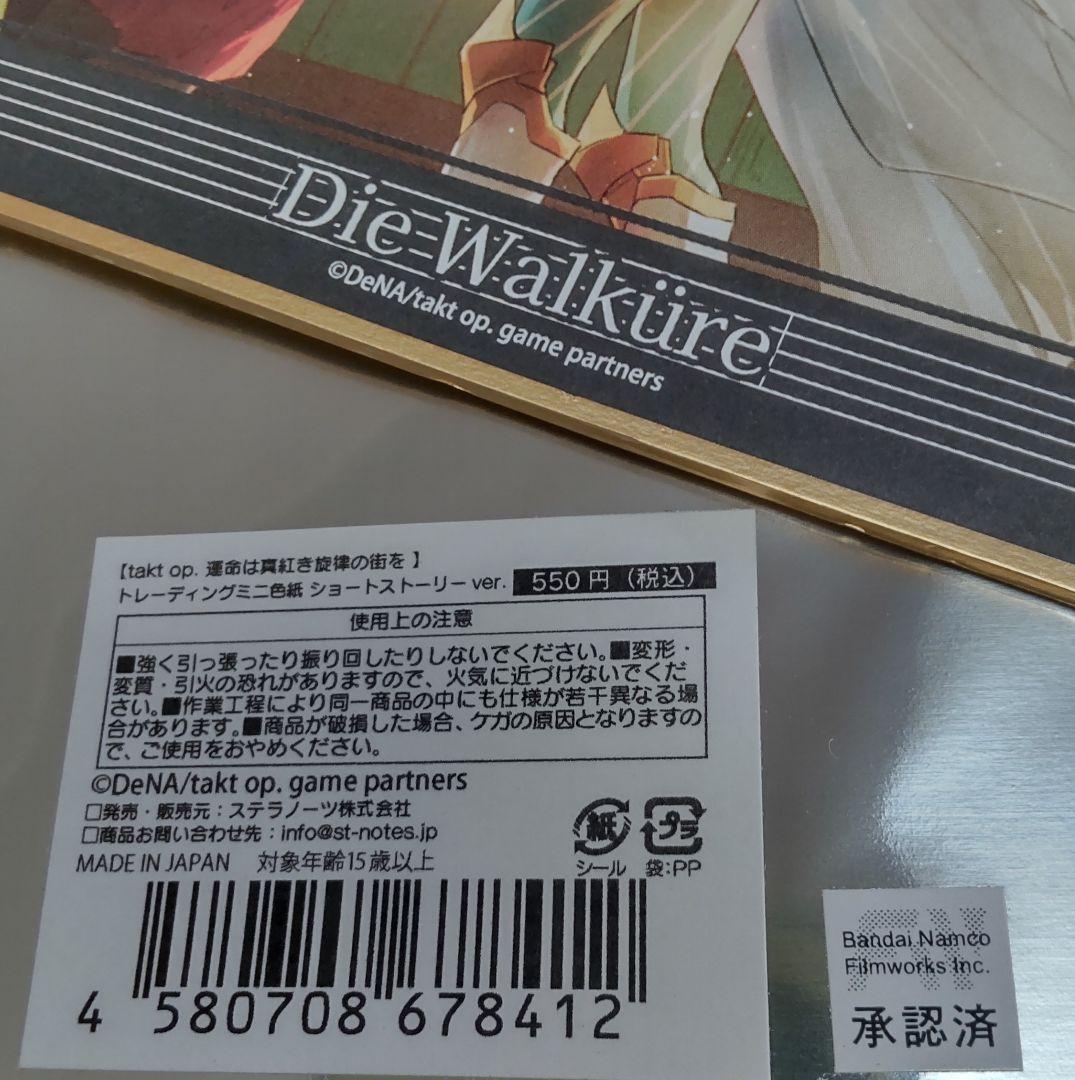 Die Walküre
©DeNA/takt op. game partners
【takt op. 運命は真紅き旋律の街を】
トレーディングミニ色紙 ショートストーリー ver. 550円（税込）
使用上の注意
■強く引っ張ったり振り回したりしないでください。■変形・
変質・引火の恐れがありますので、火気に近づけないでくだ
さい。■作業工程により同一商品の中にも仕様が若干異なる場
合があります。■商品が破損した場合、ケガの原因となりますの
で、ご使用をおやめください。
©DeNA/takt op. game partners
□発売・販売元：ステラノーツ株式会社
□商品お問い合わせ先：info@st-notes.jp
MADE IN JAPAN 対象年齢15歳以上
紙 プラ
シール 袋:PP
4 580708 678412
Bandai Namco
Filmworks Inc.
承認済